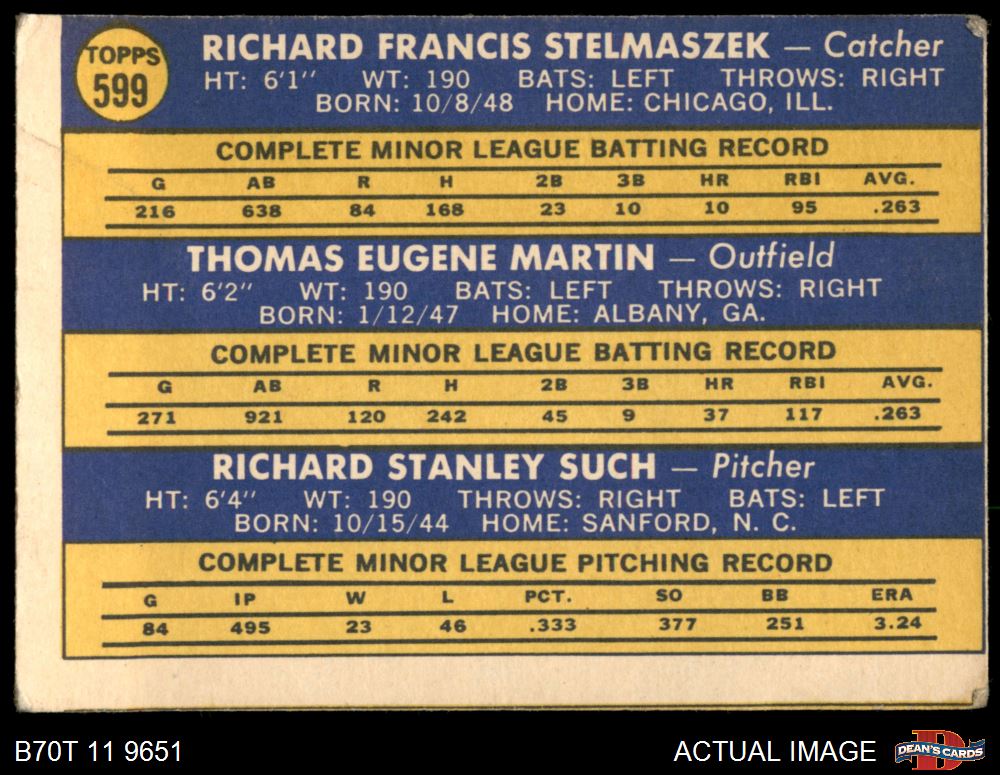 TOPPS
599
RICHARD FRANCIS STELMASZEK — Catcher
HT: 6'1" WT: 190 BATS: LEFT THROWS: RIGHT
BORN: 10/8/48 HOME: CHICAGO, ILL.
COMPLETE MINOR LEAGUE BATTING RECORD
G AB R H 2B 3B HR RBI AVG.
216 638 84 168 23 10 10 95 .263
THOMAS EUGENE MARTIN — Outfield
HT: 6'2" WT: 190 BATS: LEFT THROWS: RIGHT
BORN: 1/12/47 HOME: ALBANY, GA.
COMPLETE MINOR LEAGUE BATTING RECORD
G AB R H 2B 3B HR RBI AVG.
271 921 120 242 45 9 37 117 .263
RICHARD STANLEY SUCH — Pitcher
HT: 6'4" WT: 190 THROWS: RIGHT BATS: LEFT
BORN: 10/15/44 HOME: SANFORD, N. C.
COMPLETE MINOR LEAGUE PITCHING RECORD
G IP W L PCT. SO BB ERA
84 495 23 46 .333 377 251 3.24
B70T 11 9651
ACTUAL IMAGE
D
DEAN'S CARDS